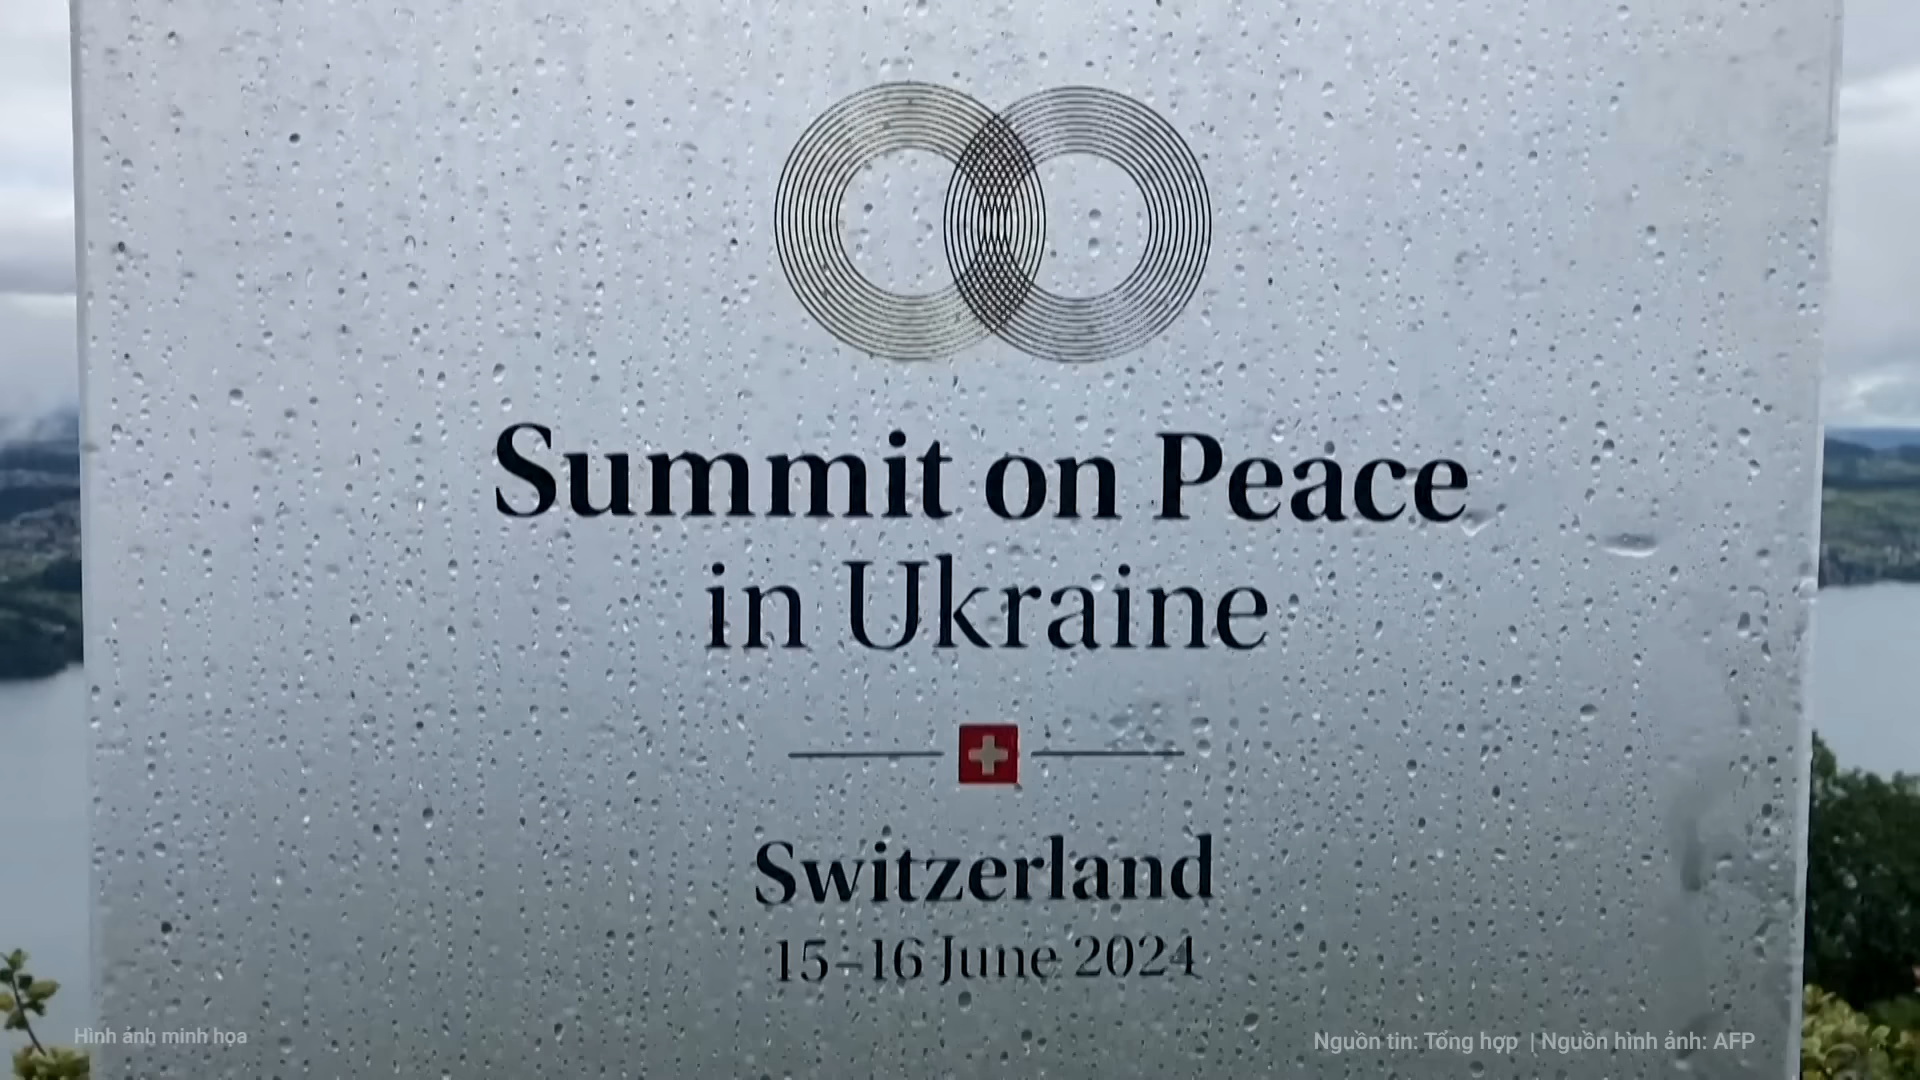 Summit on Peace
in Ukraine
Switzerland
15–16 June 2024
Hình ảnh minh họa
Nguồn tin: Tổng hợp | Nguồn hình ảnh: AFP